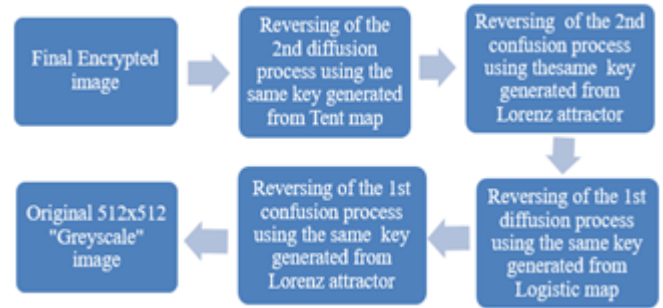 Final Encrypted
image
Reversing of the
2nd diffusion
process using the
same key generated
from Tent map
Reversing of the 2nd
confusion process
using thesame key
generated from
Lorenz attractor
Reversing of the 1st
diffusion process
using the same key
generated from
Logistic map
Reversing of the 1st
confusion process
using the same key
generated from
Lorenz attractor
Original 512x512
"Greyscale"
image